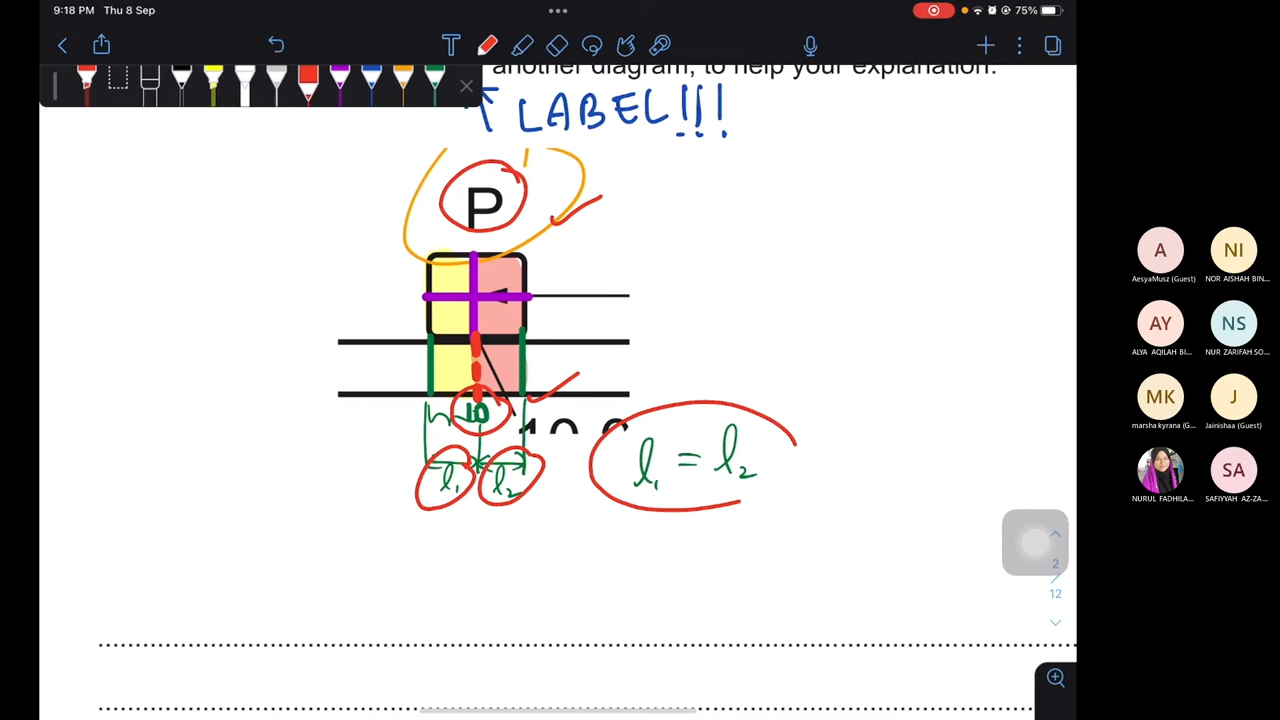 9:18 PM Thu 8 Sep
75%
another diagram, to help your explanation.
LABEL!!!
P
10
l₁ l₂
l₁ = l₂
2
12
A
AesyaMusz (Guest)
NI
NOR AISHAH BIN...
AY
ALYA AQILAH BI...
NS
NUR ZARIFAH SO...
MK
marsha kyrana (G...
J
Jainishaa (Guest)
NURUL FADHILA...
SA
SAFIYYAH AZ-ZA...